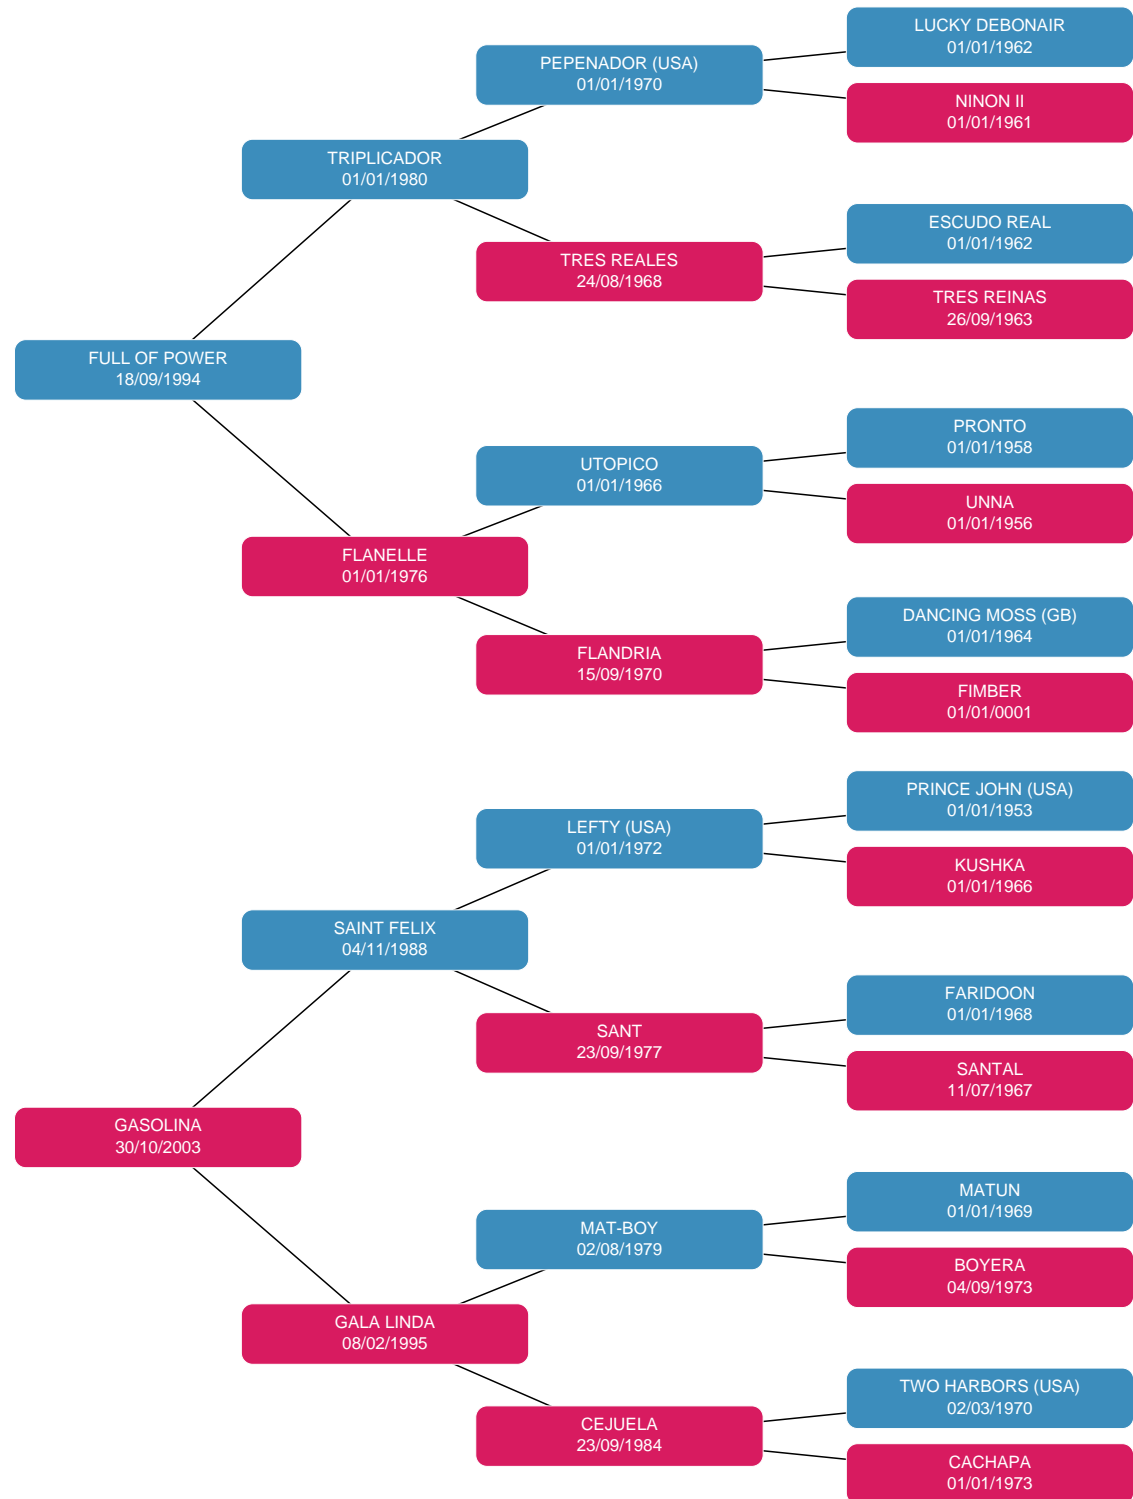 LUCKY DEBONAIR
01/01/1962
PEPENADOR (USA)
01/01/1970
NINON II
01/01/1961
TRIPLICADOR
01/01/1980
ESCUDO REAL
01/01/1962
TRES REALES
24/08/1968
TRES REINAS
26/09/1963
FULL OF POWER
18/09/1994
PRONTO
01/01/1958
UTOPICO
01/01/1966
UNNA
01/01/1956
FLANELLE
01/01/1976
DANCING MOSS (GB)
01/01/1964
FLANDRIA
15/09/1970
FIMBER
01/01/0001
PRINCE JOHN (USA)
01/01/1953
LEFTY (USA)
01/01/1972
KUSHKA
01/01/1966
SAINT FELIX
04/11/1988
FARIDOON
01/01/1968
SANT
23/09/1977
SANTAL
11/07/1967
GASOLINA
30/10/2003
MATUN
01/01/1969
MAT-BOY
02/08/1979
BOYERA
04/09/1973
GALA LINDA
08/02/1995
TWO HARBORS (USA)
02/03/1970
CEJUELA
23/09/1984
CACHAPA
01/01/1973